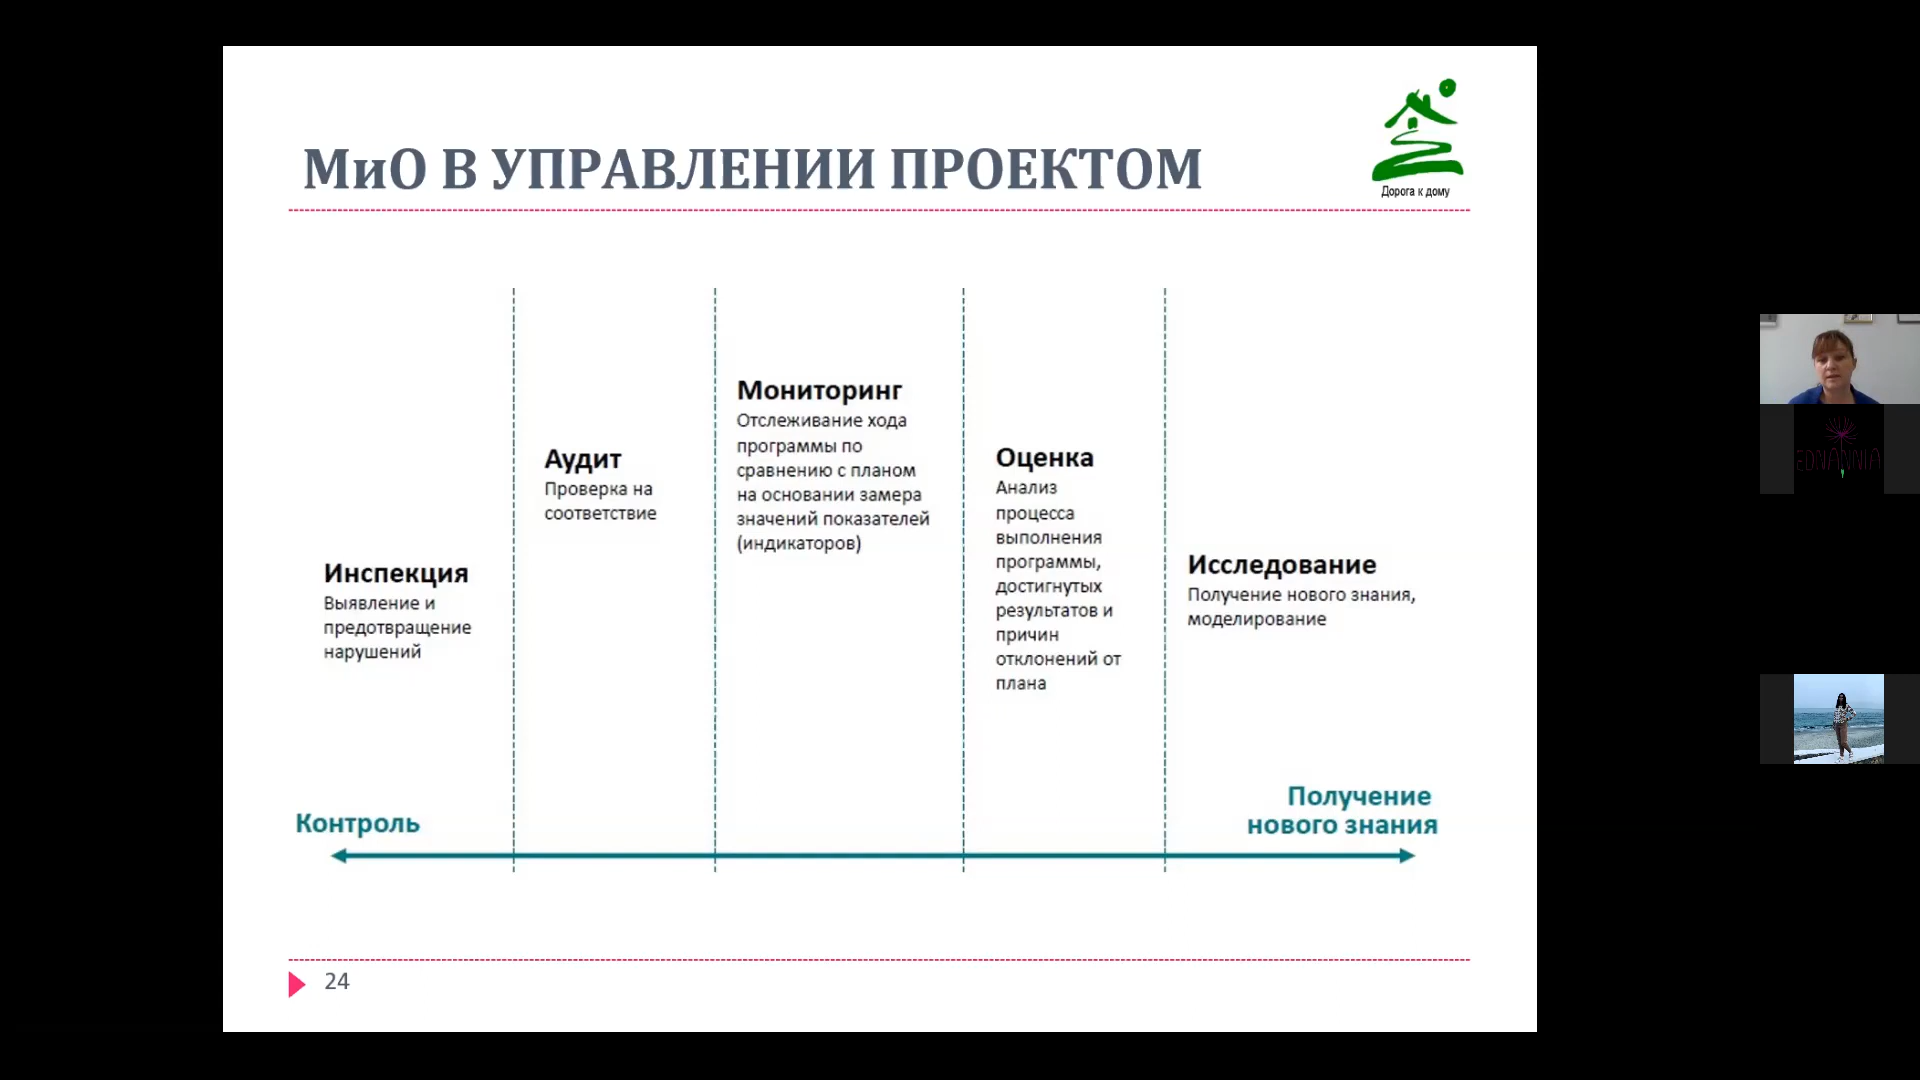 МиО В УПРАВЛЕНИИ ПРОЕКТОМ
Дорога к дому
Инспекция
Выявление и
предотвращение
нарушений
Аудит
Проверка на
соответствие
Мониторинг
Отслеживание хода
программы по
сравнению с планом
на основании замера
значений показателей
(индикаторов)
Оценка
Анализ
процесса
выполнения
программы,
достигнутых
результатов и
причин
отклонений от
плана
Исследование
Получение нового знания,
моделирование
Контроль
Получение
нового знания
24
EDNANNIA